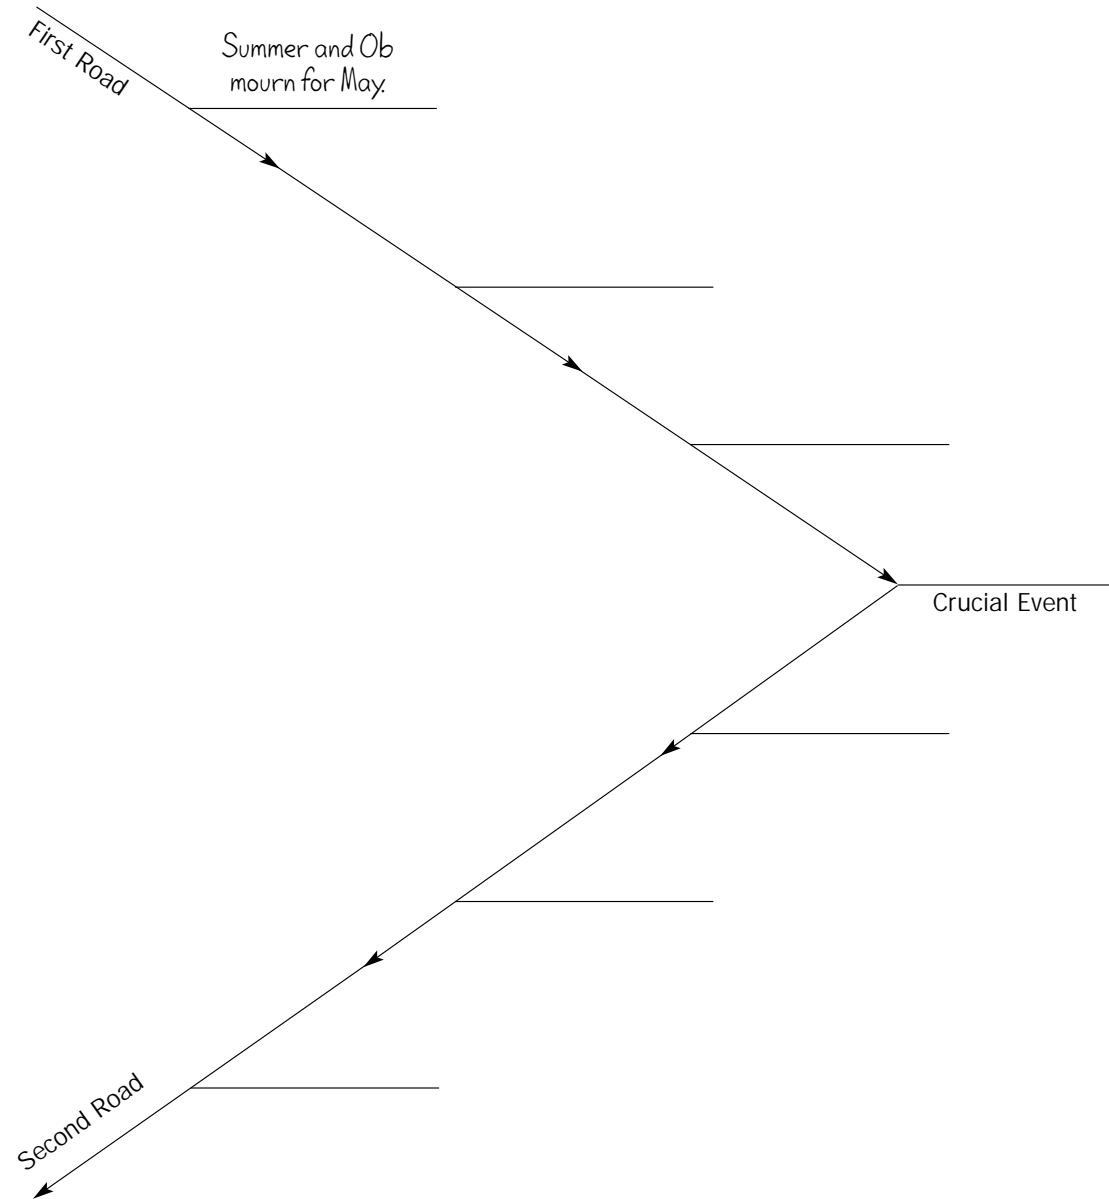 First Road
Summer and Ob
mourn for May.
Crucial Event
Second Road